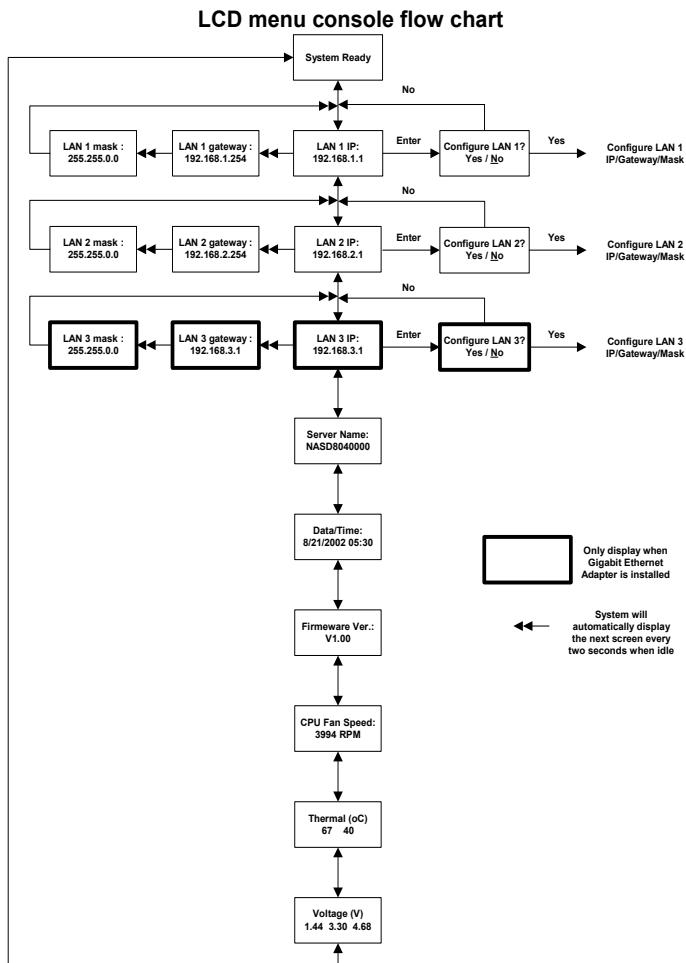 LCD menu console flow chart
System Ready
No
LAN 1 mask :
255.255.0.0
LAN 1 gateway :
192.168.1.254
LAN 1 IP:
192.168.1.1
Enter
Configure LAN 1?
Yes / No
Yes
Configure LAN 1
IP/Gateway/Mask
No
LAN 2 mask :
255.255.0.0
LAN 2 gateway :
192.168.2.254
LAN 2 IP:
192.168.2.1
Enter
Configure LAN 2?
Yes / No
Yes
Configure LAN 2
IP/Gateway/Mask
No
LAN 3 mask :
255.255.0.0
LAN 3 gateway :
192.168.3.1
LAN 3 IP:
192.168.3.1
Enter
Configure LAN 3?
Yes / No
Yes
Configure LAN 3
IP/Gateway/Mask
Server Name:
NASD8040000
Data/Time:
8/21/2002 05:30
Only display when
Gigabit Ethernet
Adapter is installed
Firmeware Ver.:
V1.00
System will
automatically display
the next screen every
two seconds when idle
CPU Fan Speed:
3994 RPM
Thermal (oC)
67 40
Voltage (V)
1.44 3.30 4.68